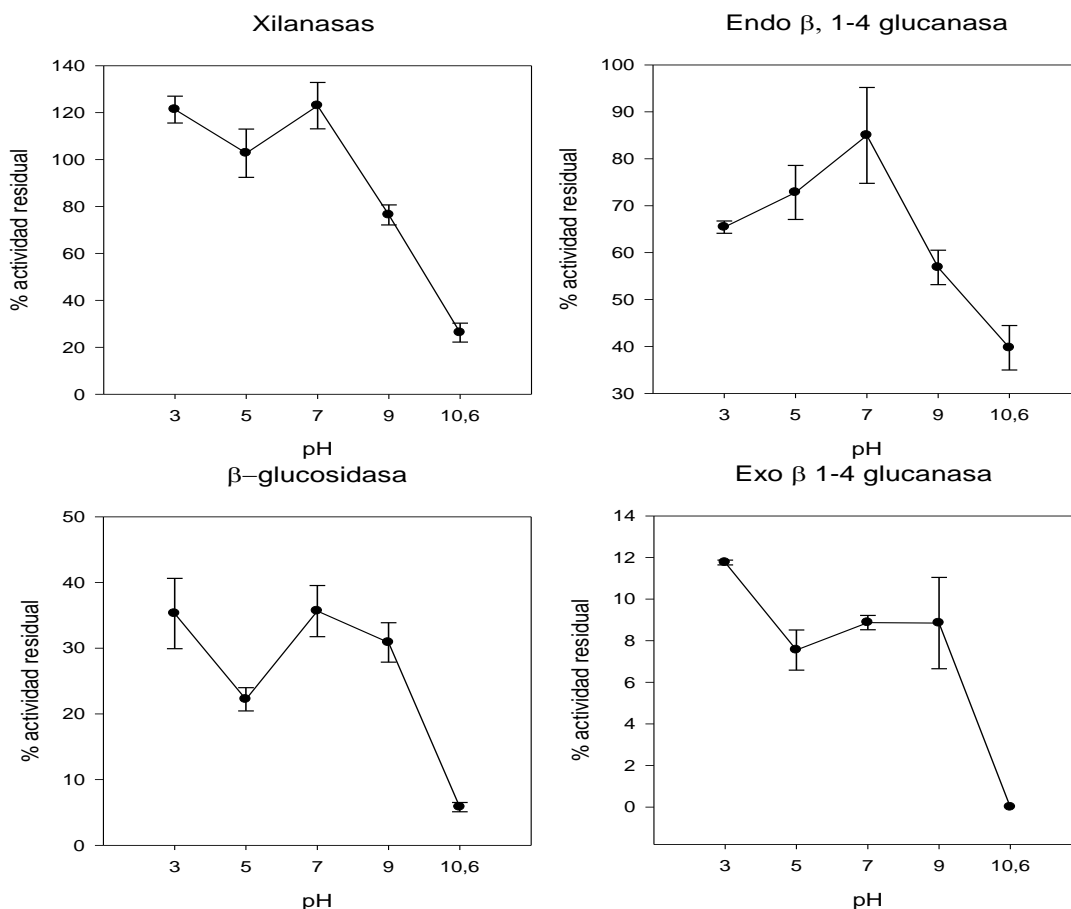 Xilanasas
% actividad residual
140
120
100
80
60
40
20
0
3 5 7 9 10,6
pH
Endo β, 1-4 glucanasa
% actividad residual
100
90
80
70
60
50
40
30
3 5 7 9 10,6
pH
β−glucosidasa
% actividad residual
50
40
30
20
10
0
3 5 7 9 10,6
pH
Exo β 1-4 glucanasa
% actividad residual
14
12
10
8
6
4
2
0
3 5 7 9 10,6
pH